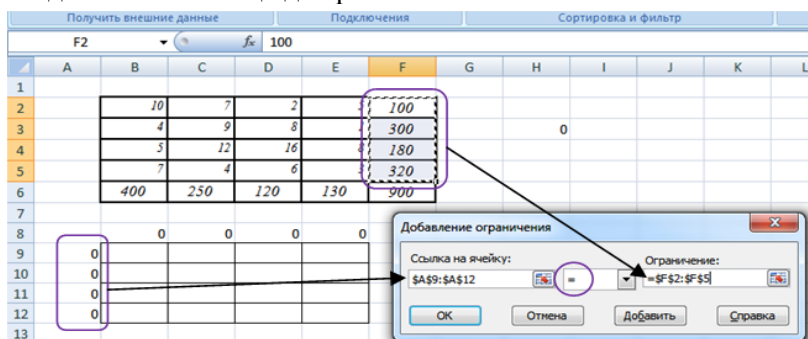 Получить внешние данные Подключения Сортировка и фильтр
F2 fx 100
A B C D E F G H I J K L
1
2 10 7 2 100
3 4 9 8 300 0
4 5 12 16 8 180
5 7 4 6 3 320
6 400 250 120 130 900
7
8 0 0 0 0
9 0
10 0
11 0
12 0
13
Добавление ограничения
Ссылка на ячейку: Ограничение:
$A$9:$A$12 = =$F$2:$F$5
OK Отмена Добавить Справка